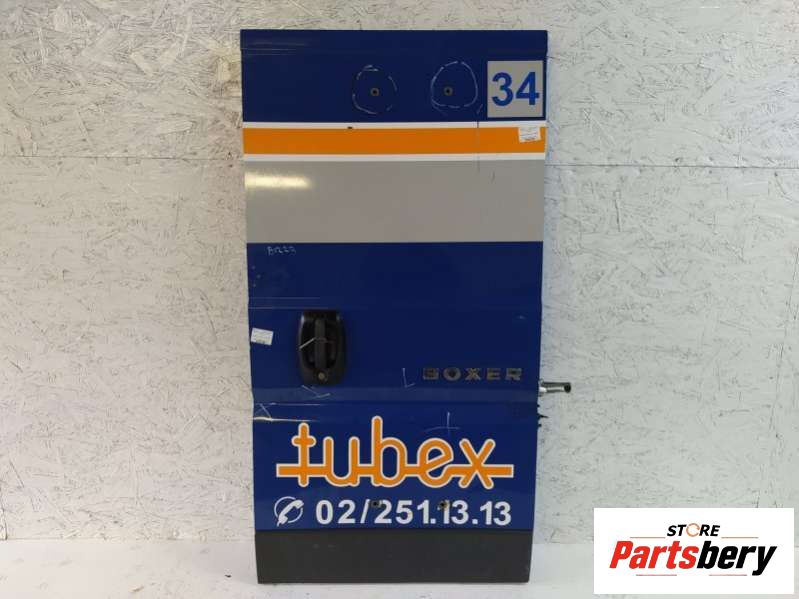 34
BOXER
tubex
02/251.13.13
STORE
Partsbery